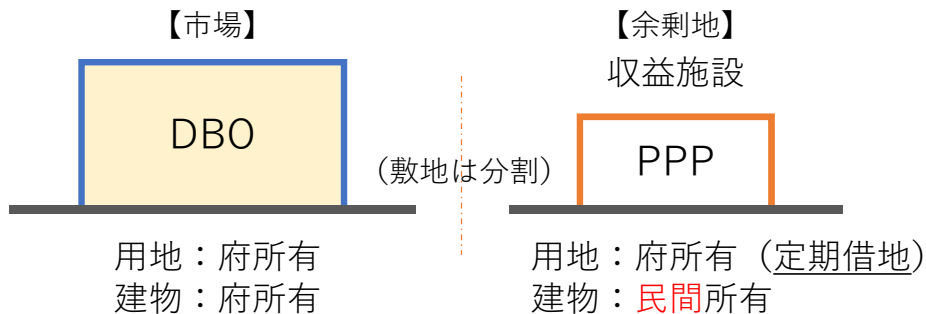 【市場】
DBO
用地：府所有
建物：府所有
（敷地は分割）
【余剰地】
収益施設
PPP
用地：府所有（定期借地）
建物：民間所有